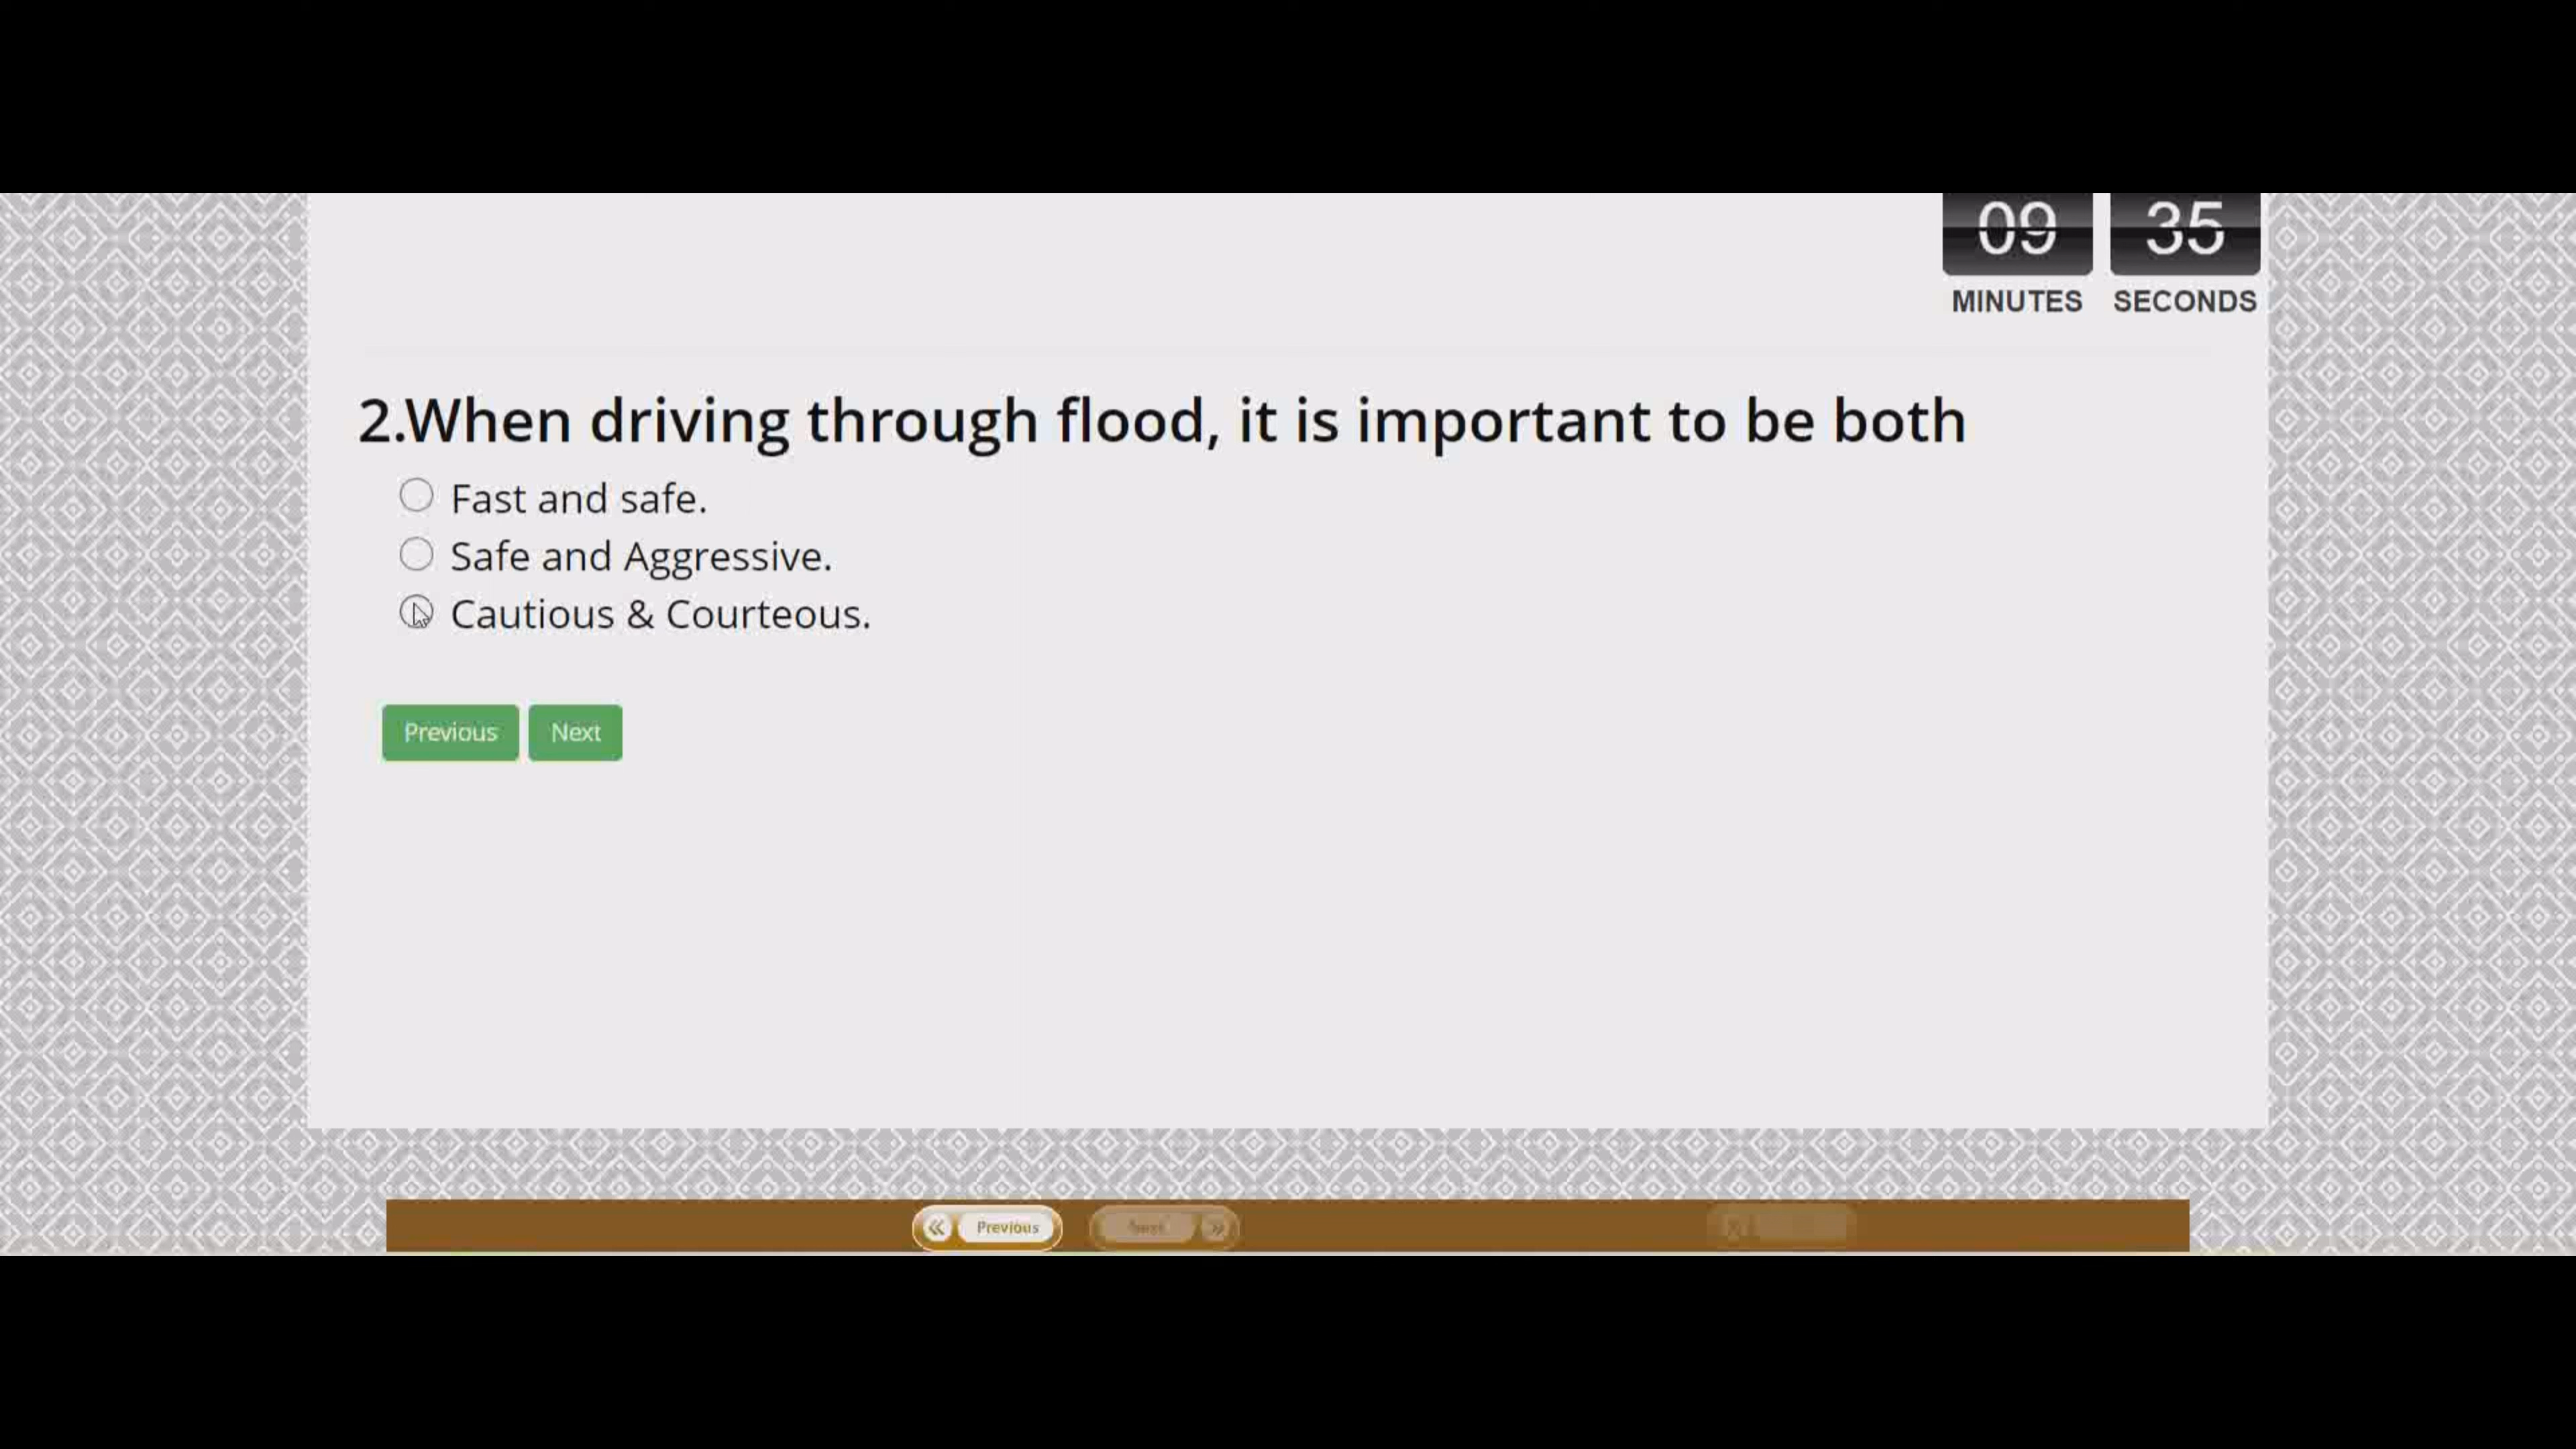 09 35
MINUTES SECONDS
2.When driving through flood, it is important to be both
Fast and safe.
Safe and Aggressive.
Cautious & Courteous.
Previous Next
Previous